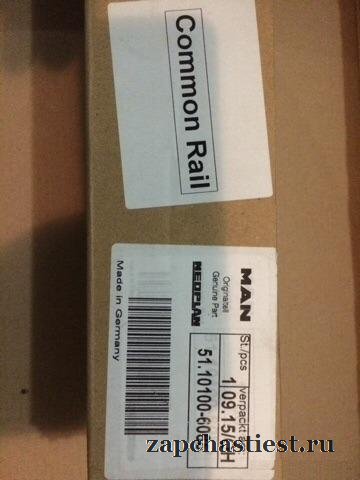 Common Rail
MAN
Originalteil
Genuine Part
NEOPLAN
St./pcs
verpackt
1
09.15
51.10100-60
Made in Germany
zapchastiest.ru